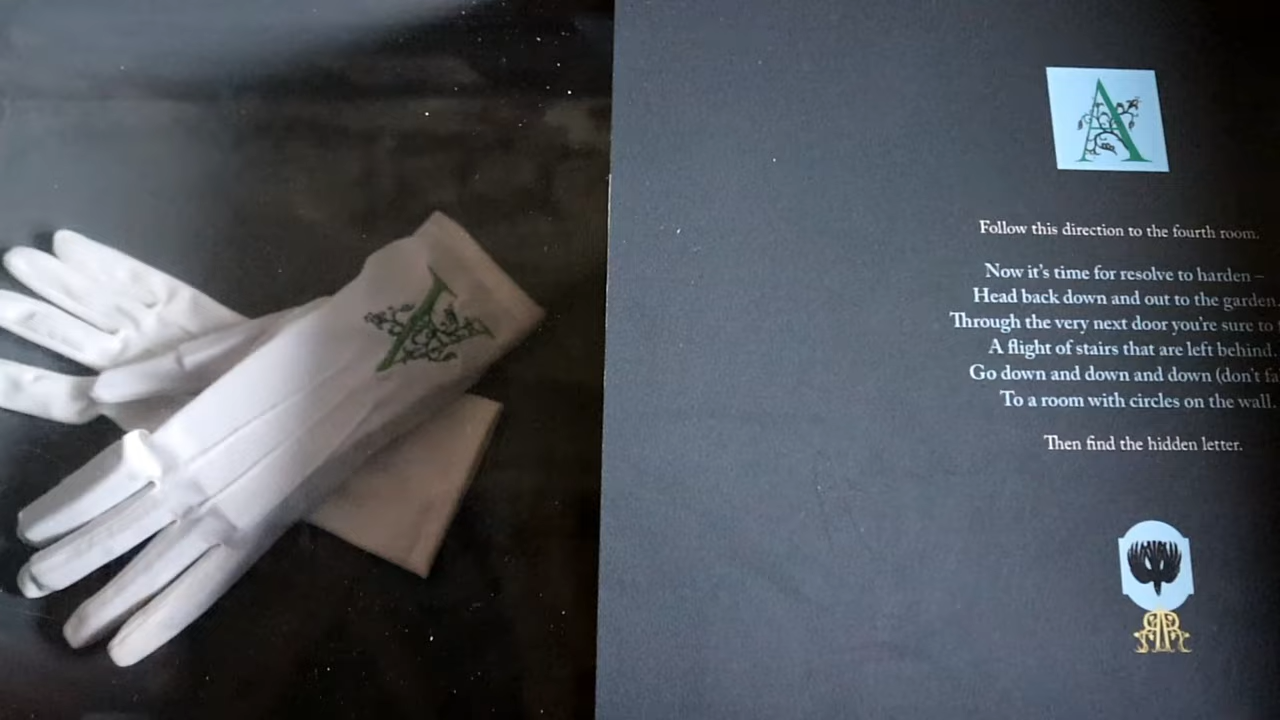 A
A
Follow this direction to the fourth room.
Now it's time for resolve to harden –
Head back down and out to the garden.
Through the very next door you're sure to
A flight of stairs that are left behind.
Go down and down and down (don't
To a room with circles on the wall.
Then find the hidden letter.